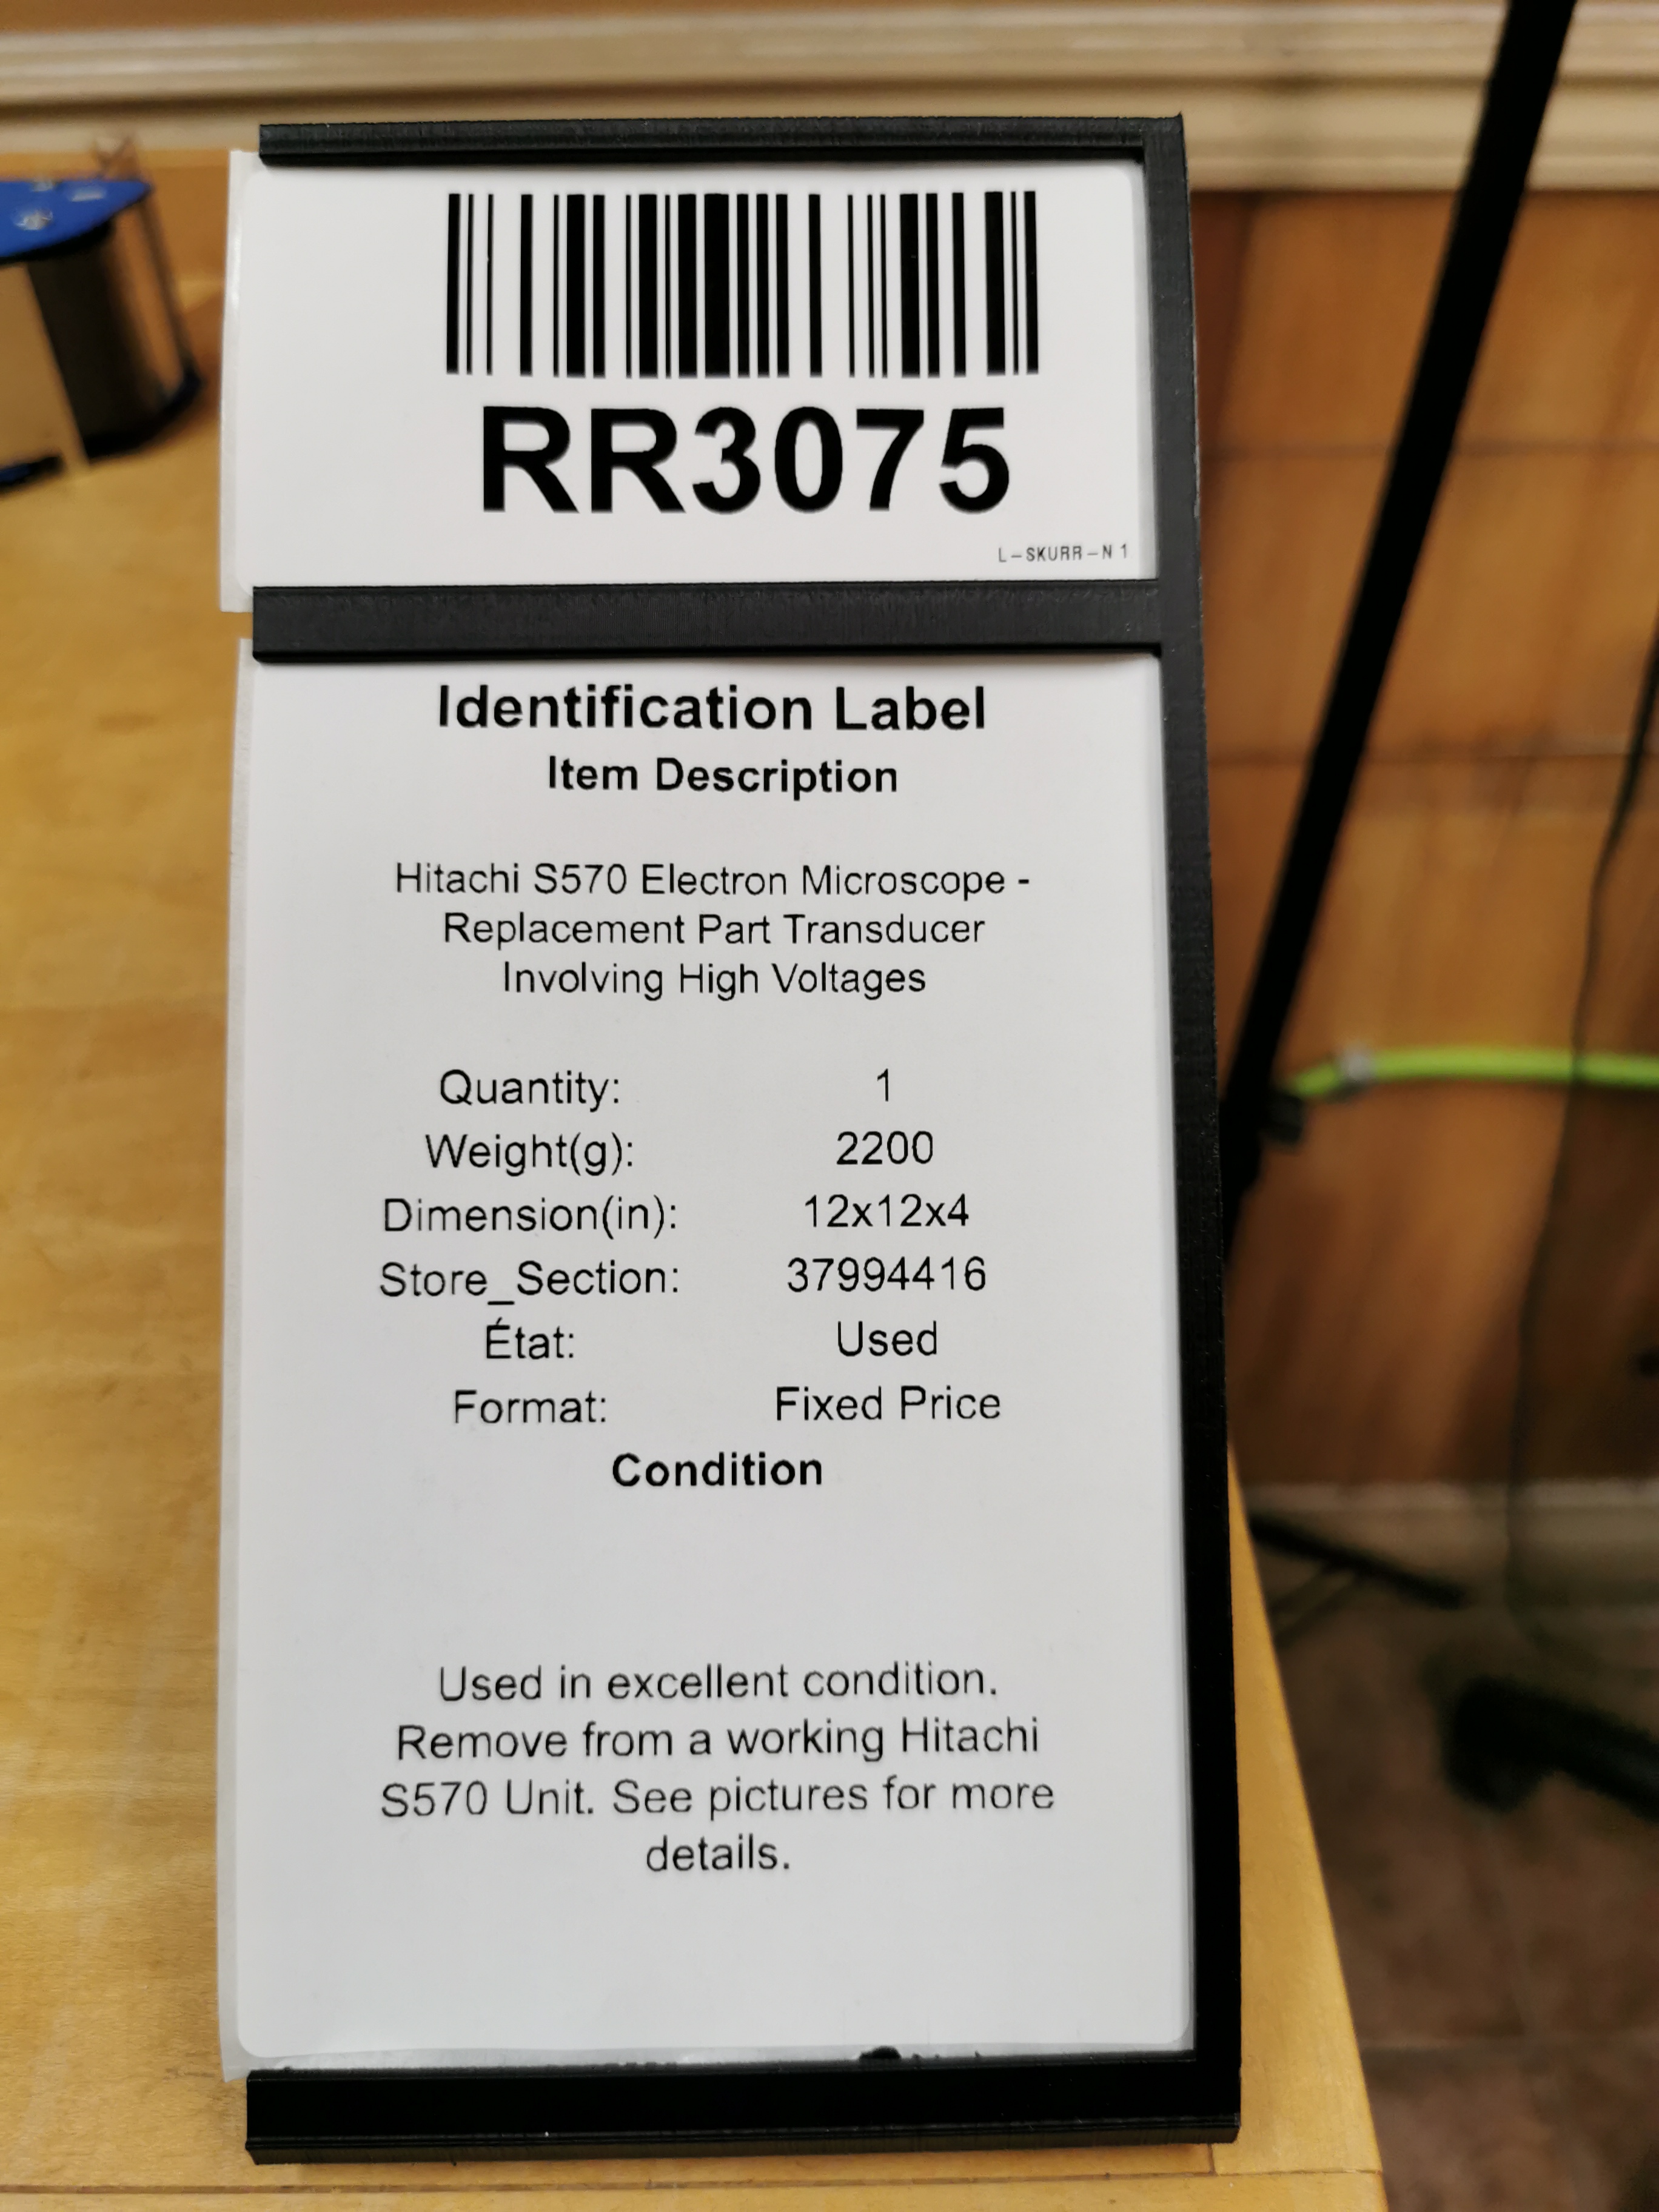 RR3075
L-SKURR-N 1
Identification Label
Item Description
Hitachi S570 Electron Microscope -
Replacement Part Transducer
Involving High Voltages
Quantity: 1
Weight(g): 2200
Dimension(in): 12x12x4
Store_Section: 37994416
État: Used
Format: Fixed Price
Condition
Used in excellent condition.
Remove from a working Hitachi
S570 Unit. See pictures for more
details.